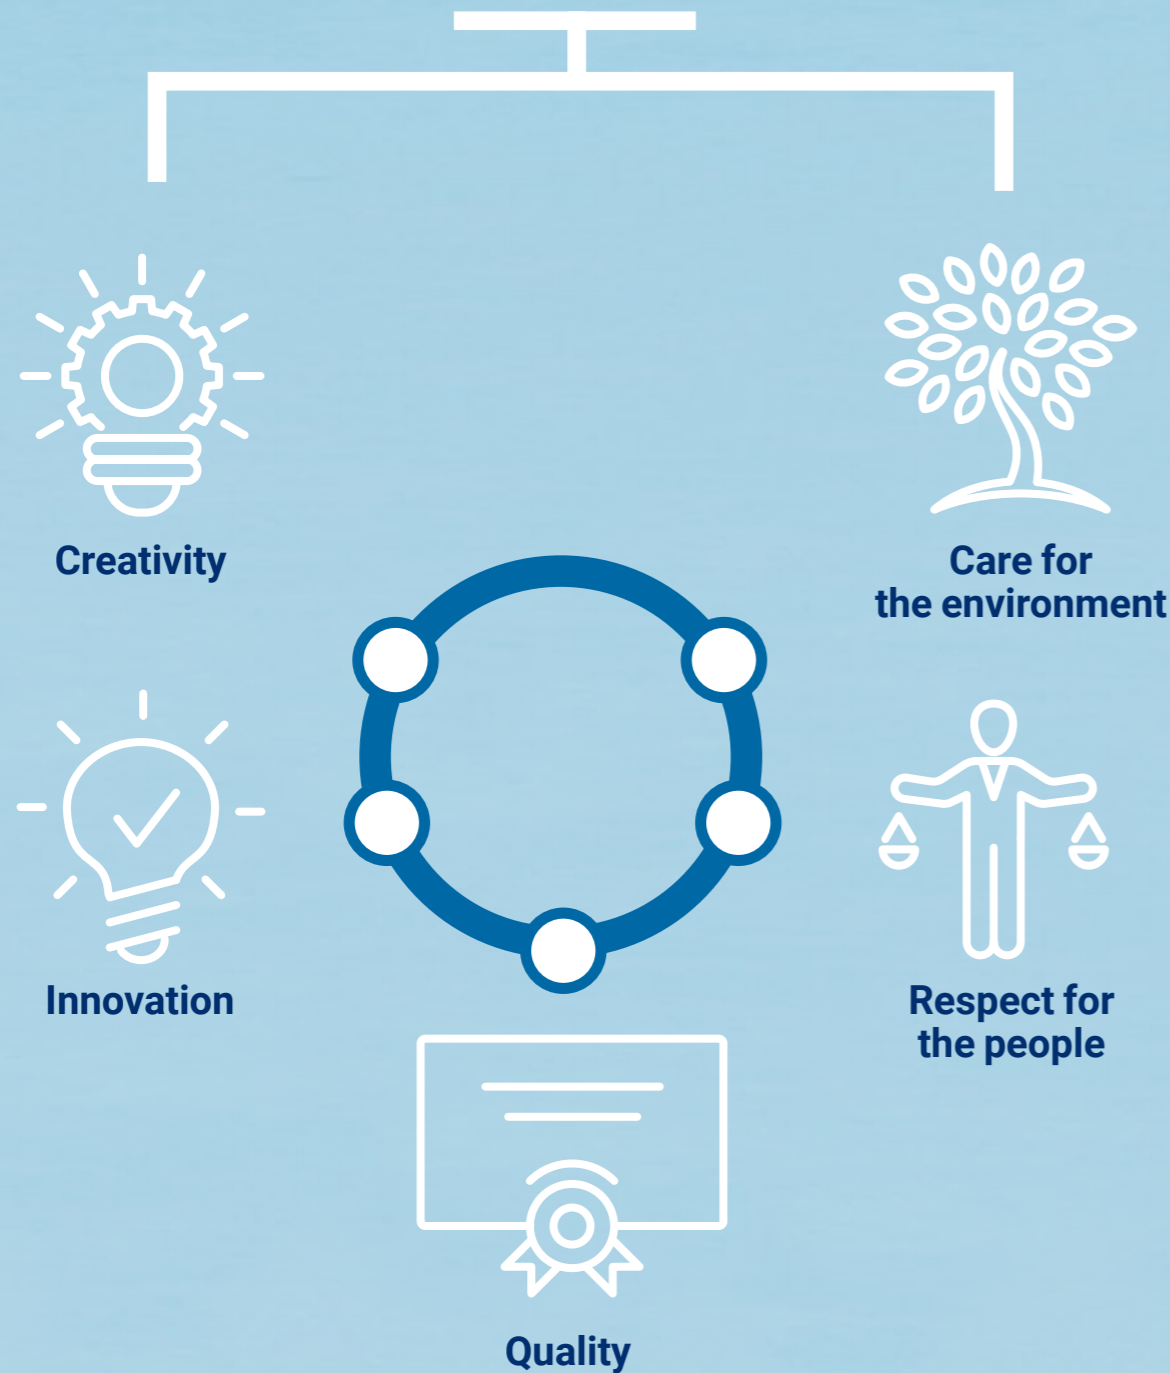 Creativity
Care for
the environment
Innovation
Respect for
the people
Quality